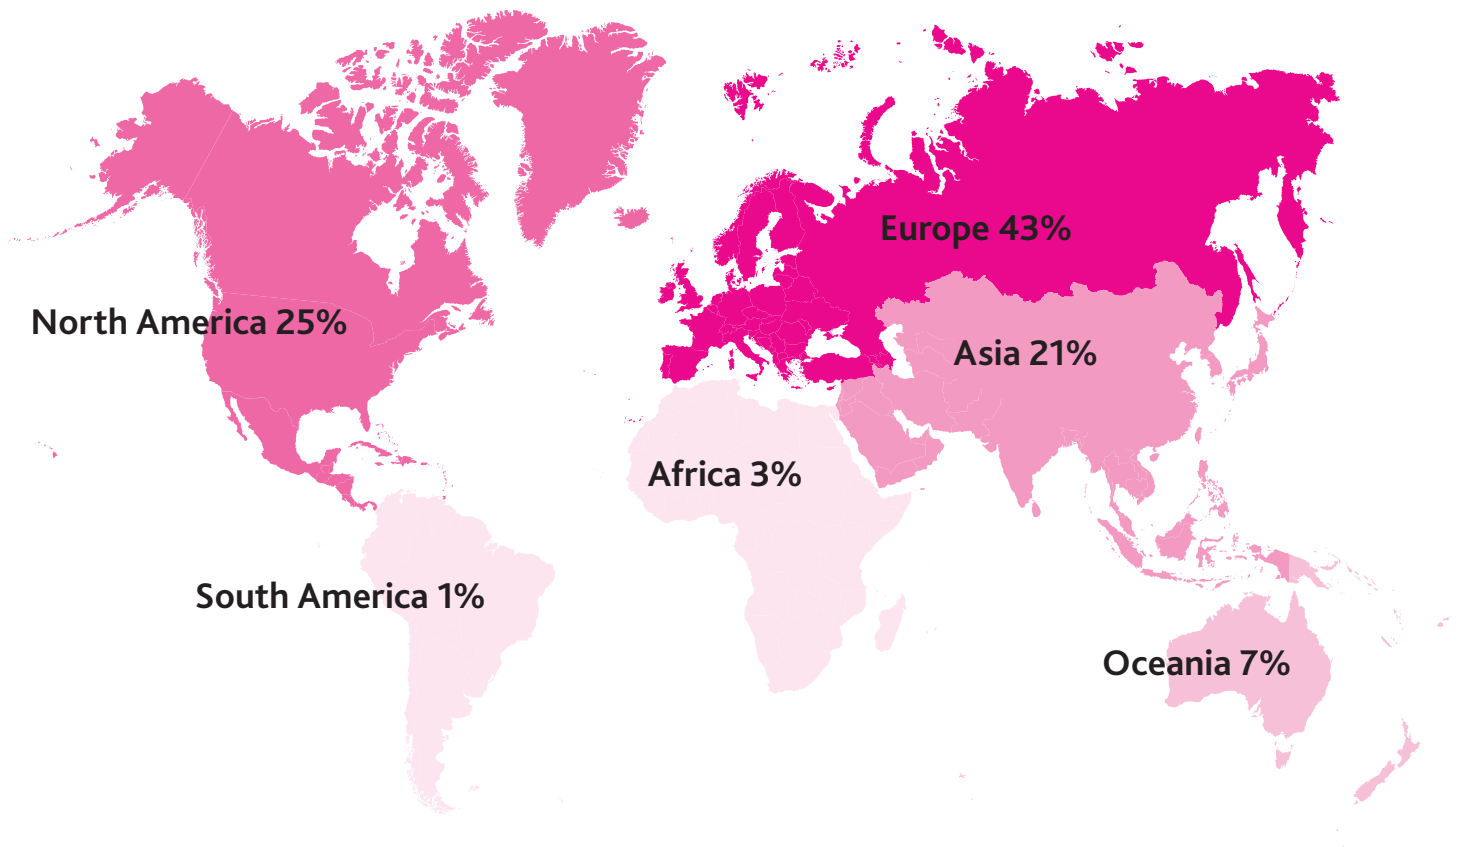 Europe 43%
North America 25%
Asia 21%
Africa 3%
South America 1%
Oceania 7%